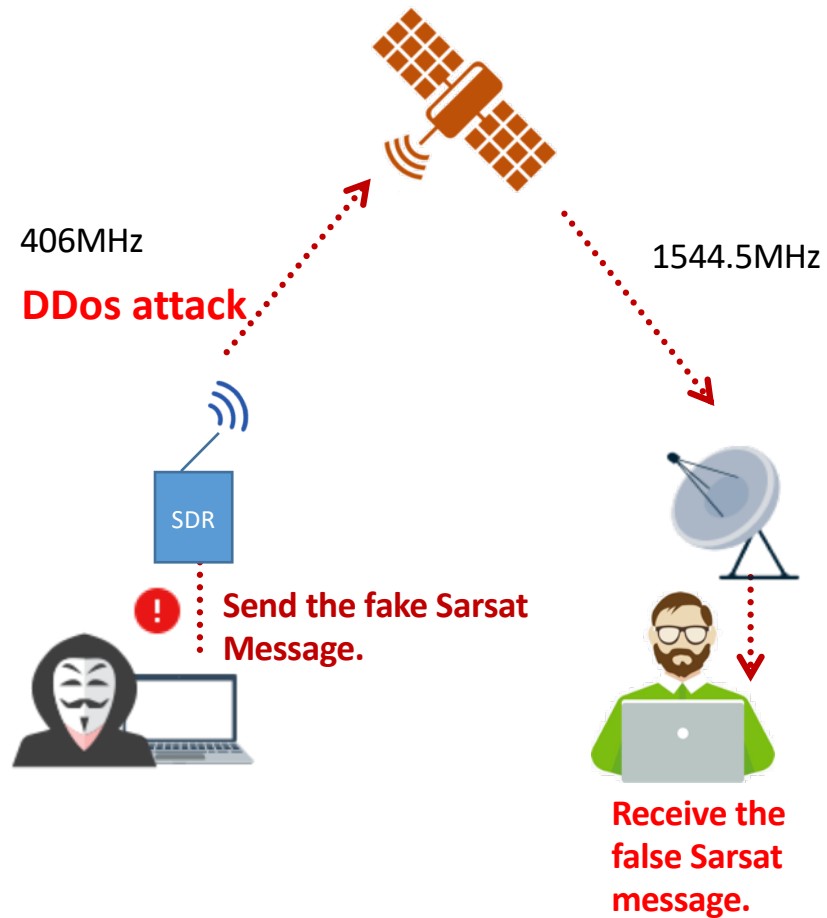 406MHz
1544.5MHz
DDos attack
SDR
Send the fake Sarsat
Message.
Receive the
false Sarsat
message.